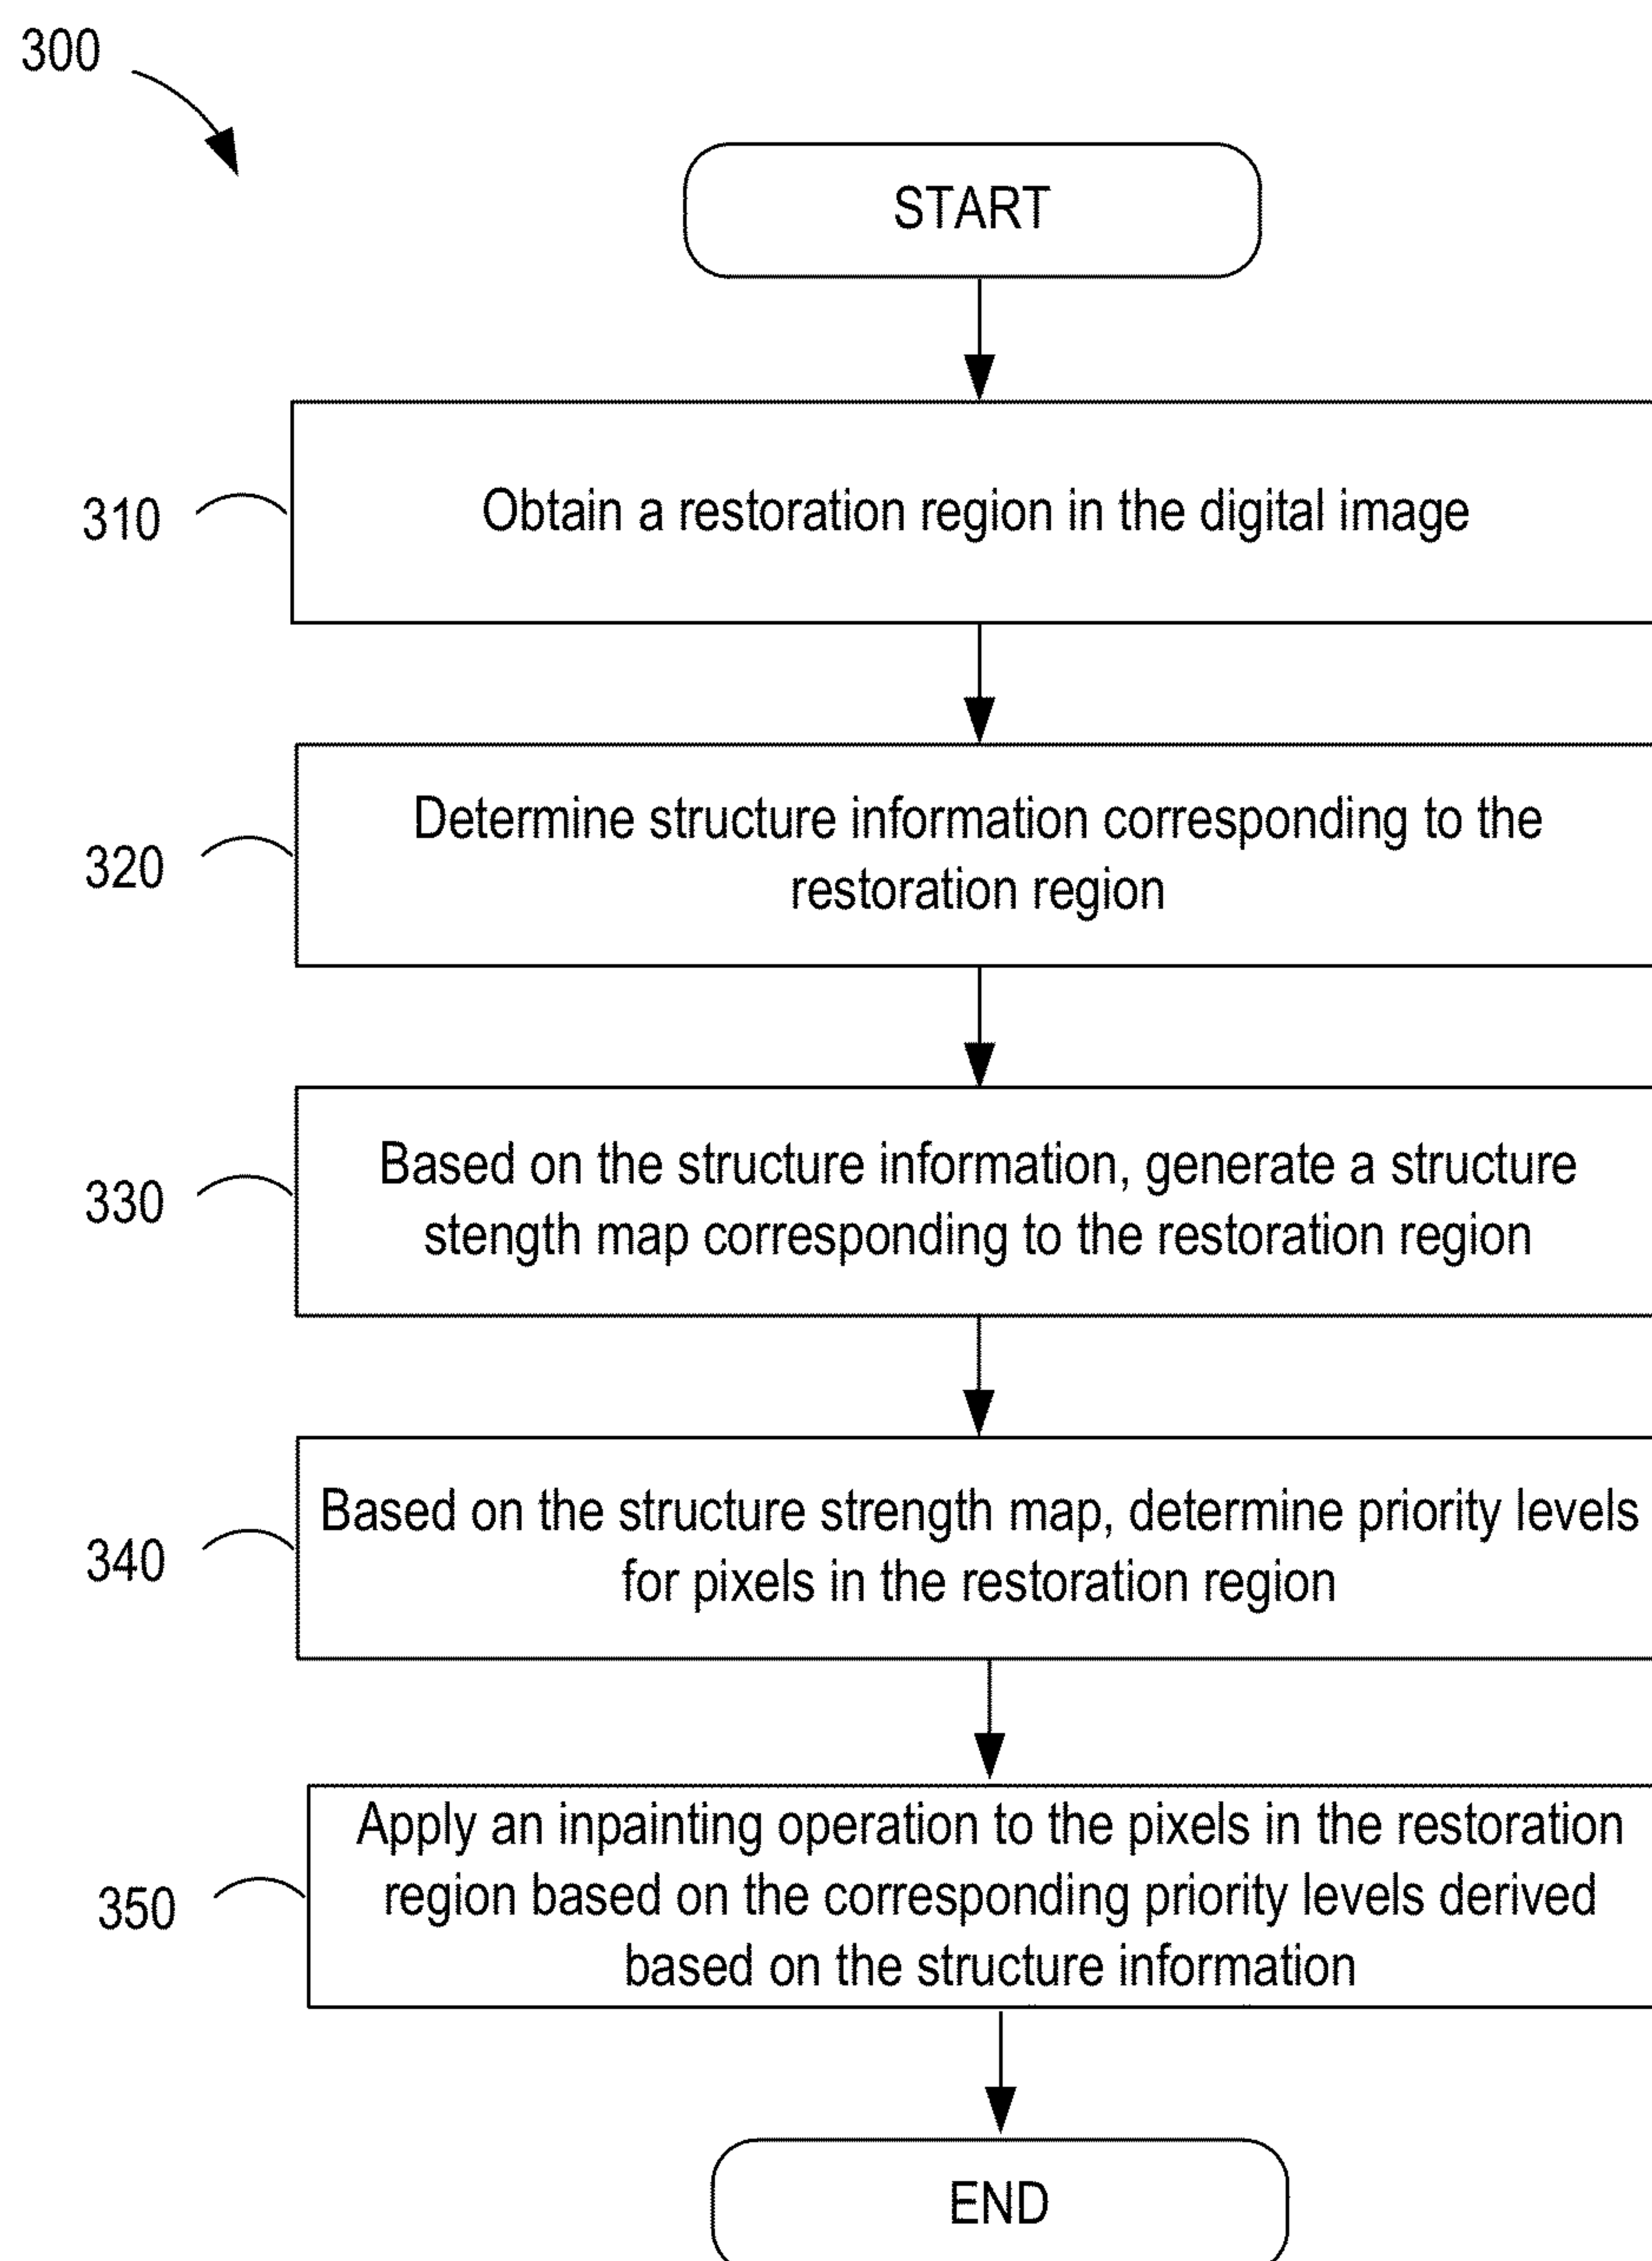 300
START
310
Obtain a restoration region in the digital image
320
Determine structure information corresponding to the
restoration region
330
Based on the structure information, generate a structure
stength map corresponding to the restoration region
340
Based on the structure strength map, determine priority levels
for pixels in the restoration region
350
Apply an inpainting operation to the pixels in the restoration
region based on the corresponding priority levels derived
based on the structure information
END